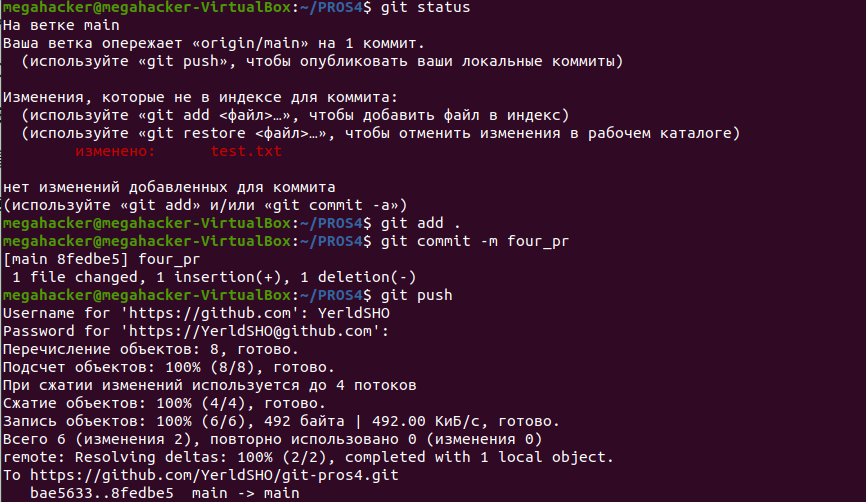 megahacker@megahacker-VirtualBox:~/PROS4$ git status
На ветке main
Ваша ветка опережает «origin/main» на 1 коммит.
  (используйте «git push», чтобы опубликовать ваши локальные коммиты)

Изменения, которые не в индексе для коммита:
  (используйте «git add <файл>…», чтобы добавить файл в индекс)
  (используйте «git restore <файл>…», чтобы отменить изменения в рабочем каталоге)
        изменено:      test.txt

нет изменений добавленных для коммита
(используйте «git add» и/или «git commit -a»)
megahacker@megahacker-VirtualBox:~/PROS4$ git add .
megahacker@megahacker-VirtualBox:~/PROS4$ git commit -m four_pr
[main 8fedbe5] four_pr
 1 file changed, 1 insertion(+), 1 deletion(-)
megahacker@megahacker-VirtualBox:~/PROS4$ git push
Username for 'https://github.com': YerldSHO
Password for 'https://YerldSHO@github.com':
Перечисление объектов: 8, готово.
Подсчет объектов: 100% (8/8), готово.
При сжатии изменений используется до 4 потоков
Сжатие объектов: 100% (4/4), готово.
Запись объектов: 100% (6/6), 492 байта | 492.00 КиБ/с, готово.
Всего 6 (изменения 2), повторно использовано 0 (изменения 0)
remote: Resolving deltas: 100% (2/2), completed with 1 local object.
To https://github.com/YerldSHO/git-pros4.git
   bae5633..8fedbe5  main -> main